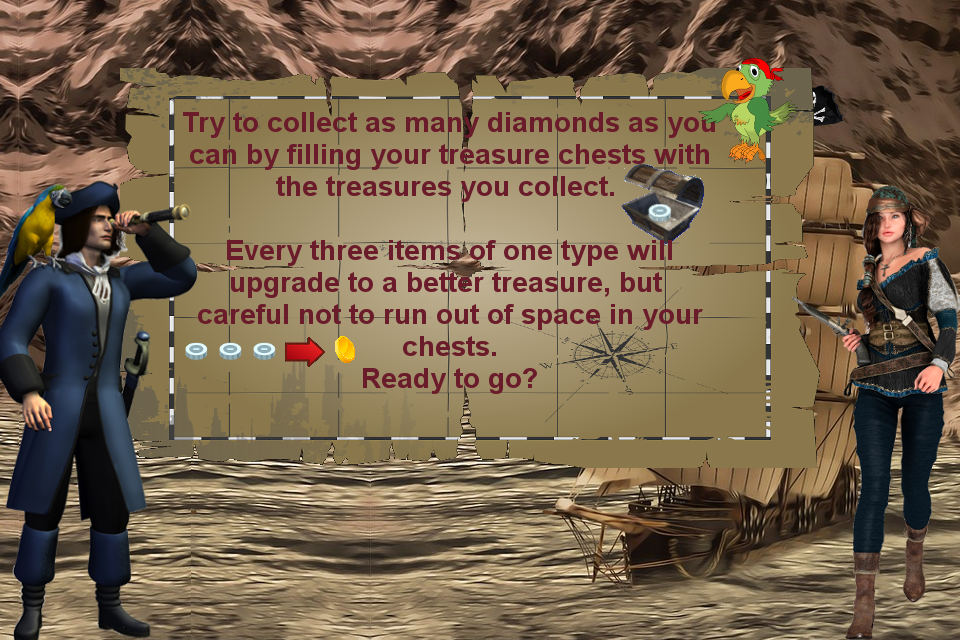 Try to collect as many diamonds as you
can by filling your treasure chests with
the treasures you collect.
Every three items of one type will
upgrade to a better treasure, but
careful not to run out of space in your
chests.
Ready to go?